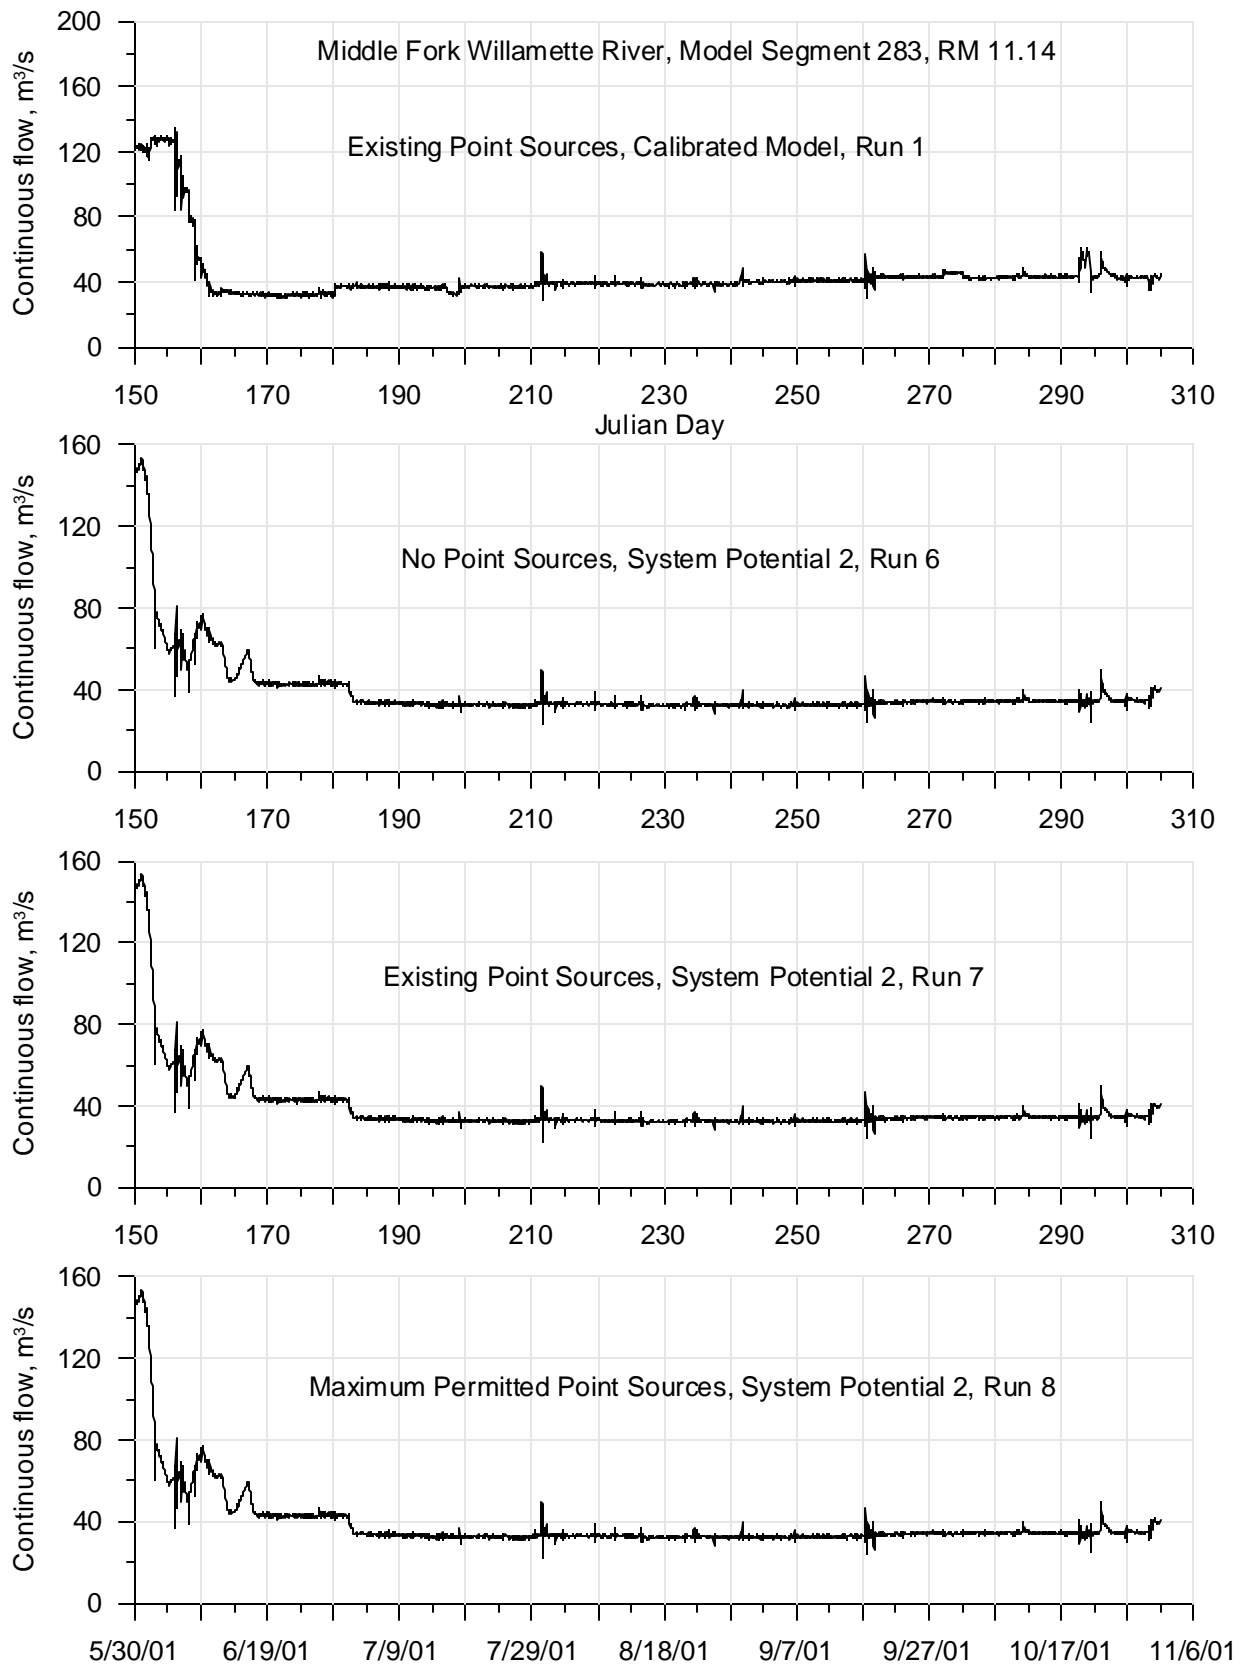 200
160
120
80
40
0
Continuous flow, m³/s
Middle Fork Willamette River, Model Segment 283, RM 11.14
Existing Point Sources, Calibrated Model, Run 1
150 170 190 210 230 250 270 290 310
Julian Day
160
120
80
40
0
Continuous flow, m³/s
No Point Sources, System Potential 2, Run 6
150 170 190 210 230 250 270 290 310
160
120
80
40
0
Continuous flow, m³/s
Existing Point Sources, System Potential 2, Run 7
150 170 190 210 230 250 270 290 310
160
120
80
40
0
Continuous flow, m³/s
Maximum Permitted Point Sources, System Potential 2, Run 8
5/30/01 6/19/01 7/9/01 7/29/01 8/18/01 9/7/01 9/27/01 10/17/01 11/6/01